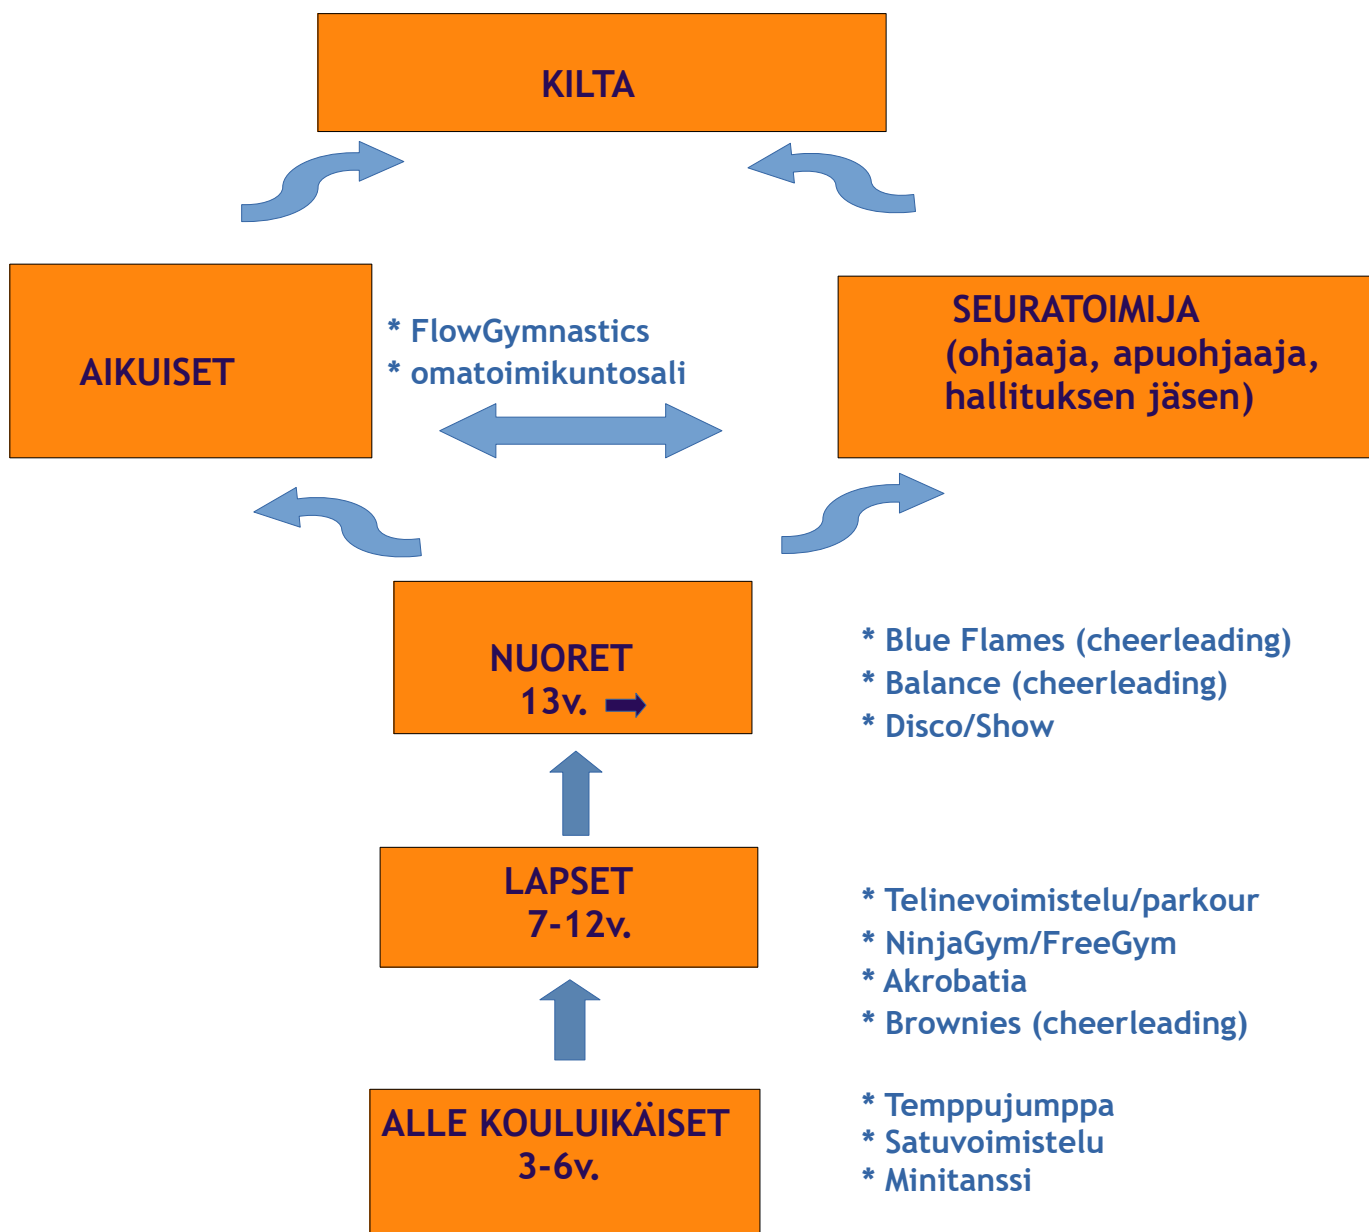 KILTA
AIKUISET
* FlowGymnastics
* omatoimikuntosali
SEURATOIMIJA
(ohjaaja, apuohjaaja,
hallituksen jäsen)
NUORET
13v.
* Blue Flames (cheerleading)
* Balance (cheerleading)
* Disco/Show
LAPSET
7-12v.
* Telinevoimistelu/parkour
* NinjaGym/FreeGym
* Akrobatia
* Brownies (cheerleading)
ALLE KOULUIKÄISET
3-6v.
* Temppujumppa
* Satuvoimistelu
* Minitanssi